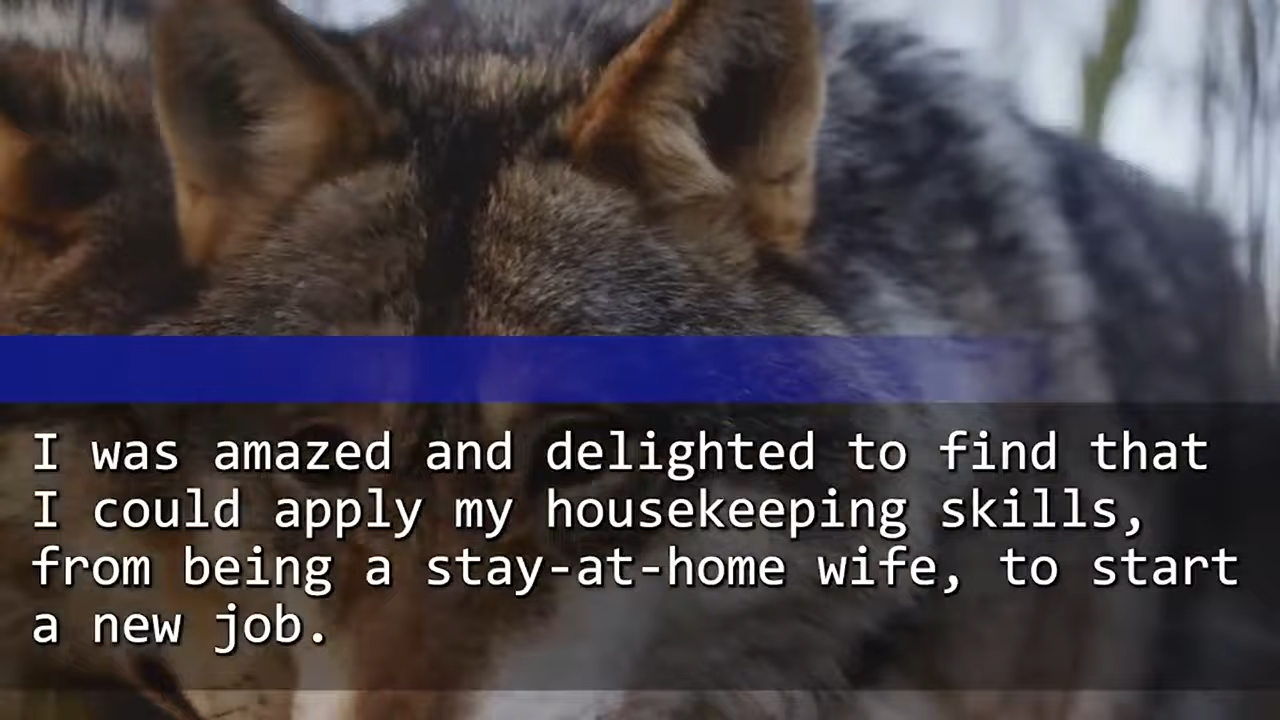 I was amazed and delighted to find that
I could apply my housekeeping skills,
from being a stay-at-home wife, to start
a new job.